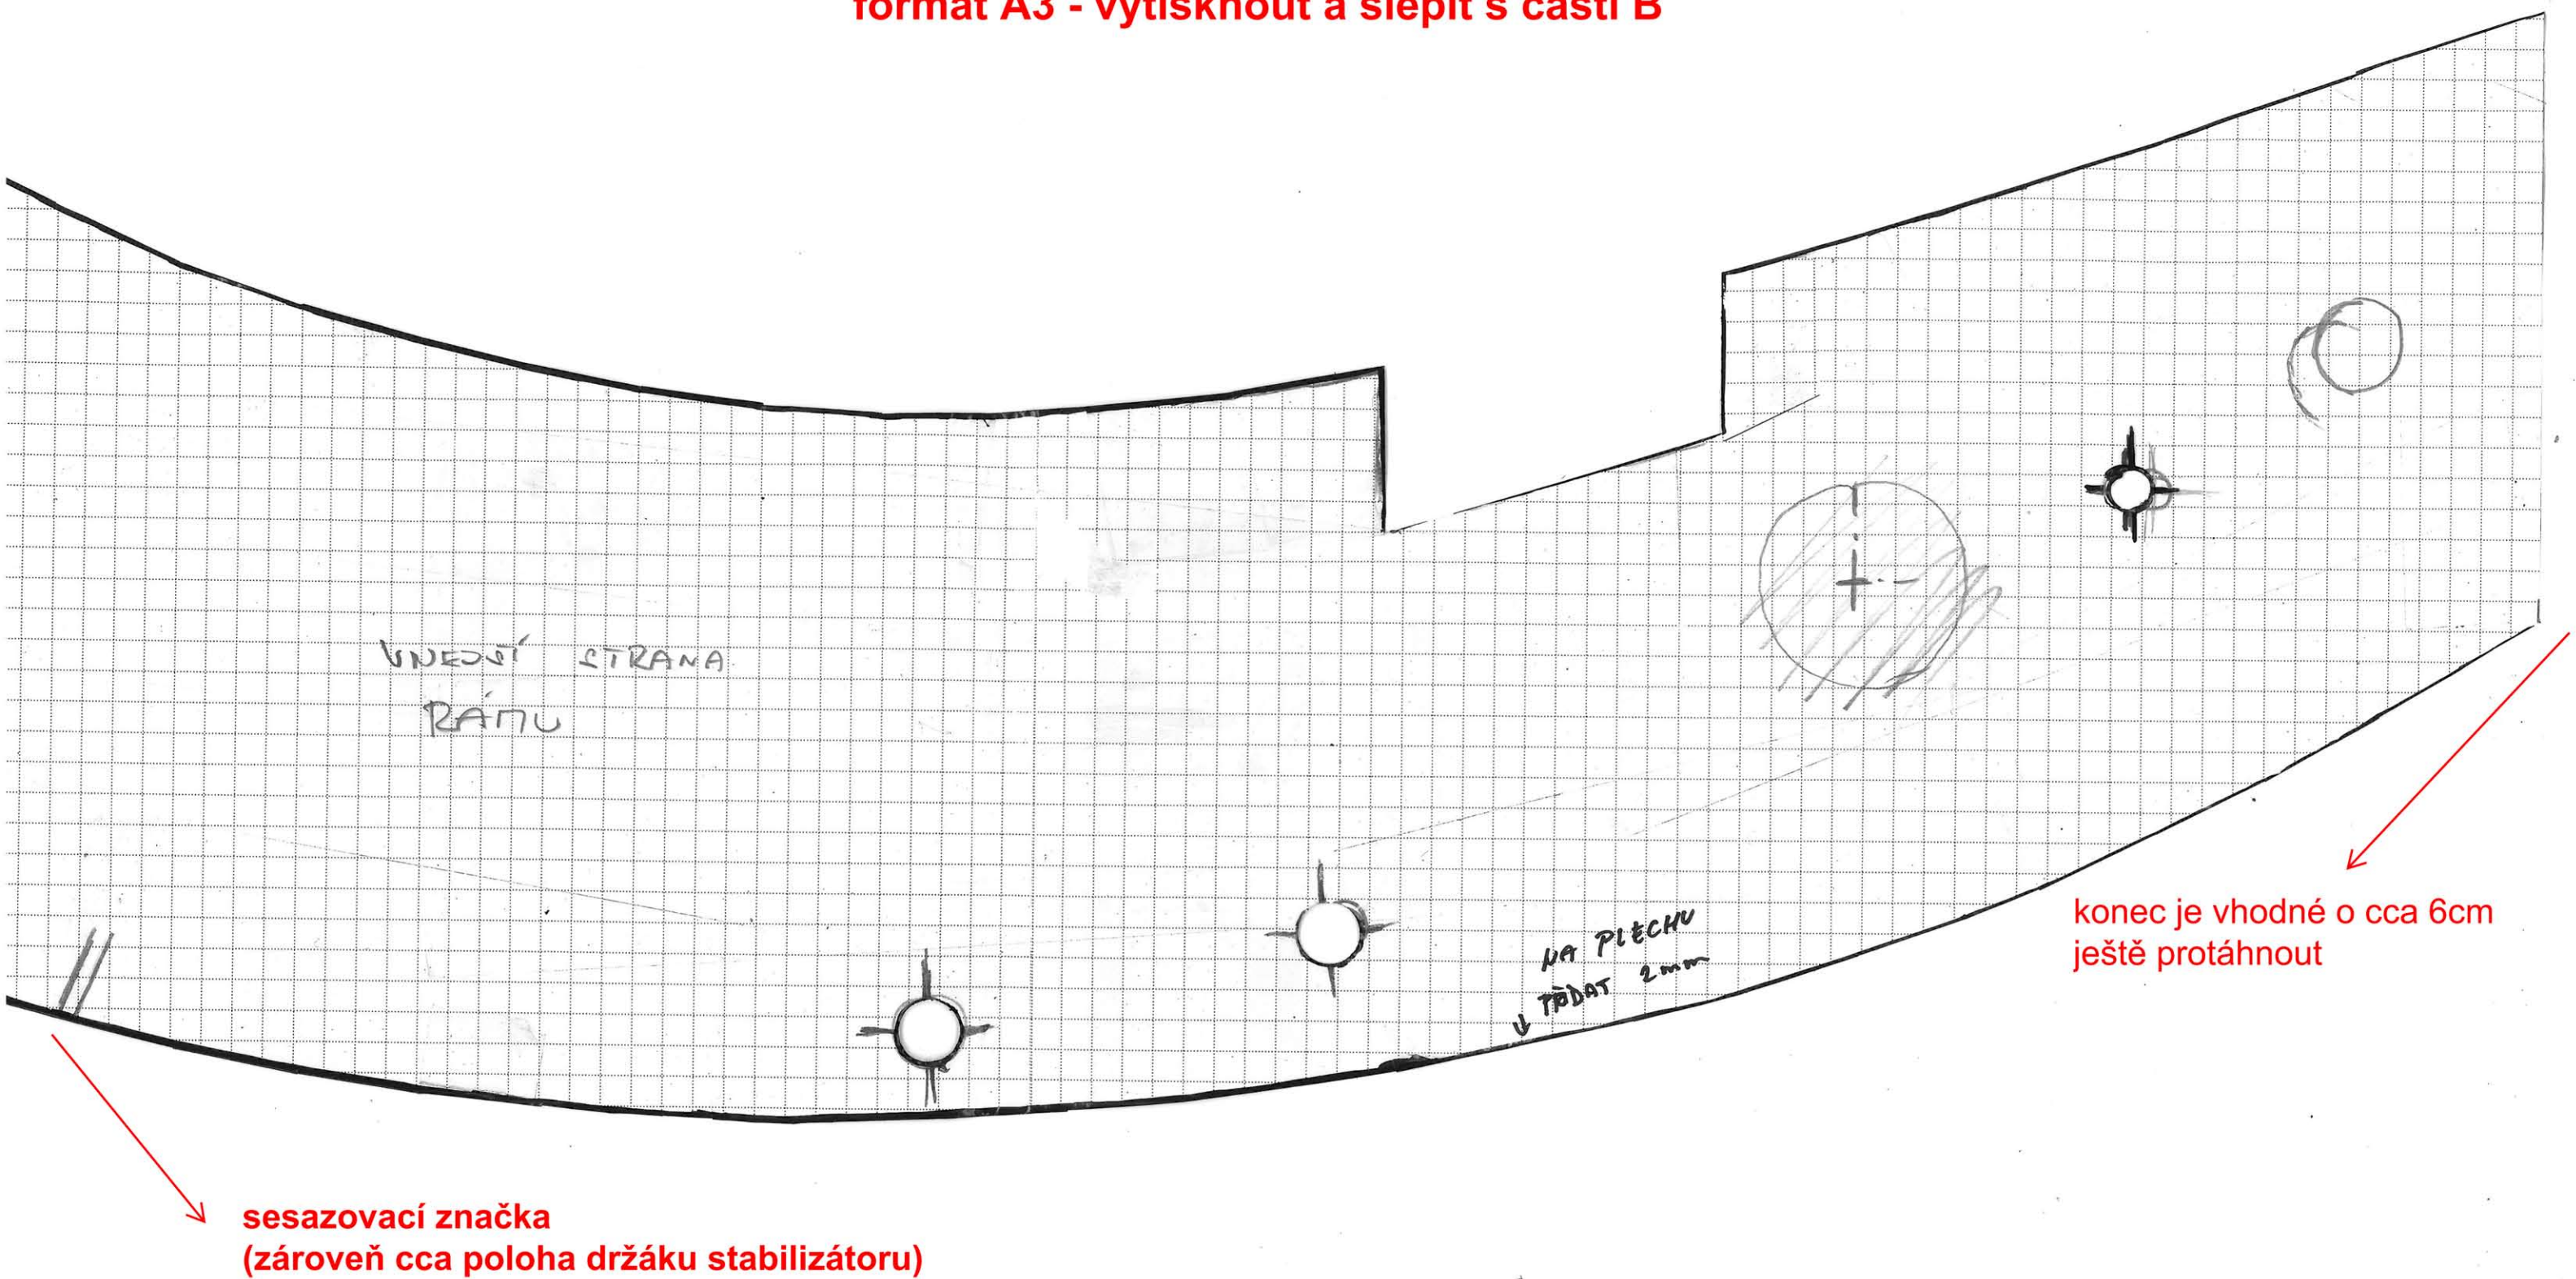 formát A3 - vytisknout a slepit s částí B
VNEJŠÍ STRANA
RÁMU
NA PLECHU
PŘIDAT 2mm
konec je vhodné o cca 6cm
ještě protáhnout
sesazovací značka
(zároveň cca poloha držáku stabilizátoru)